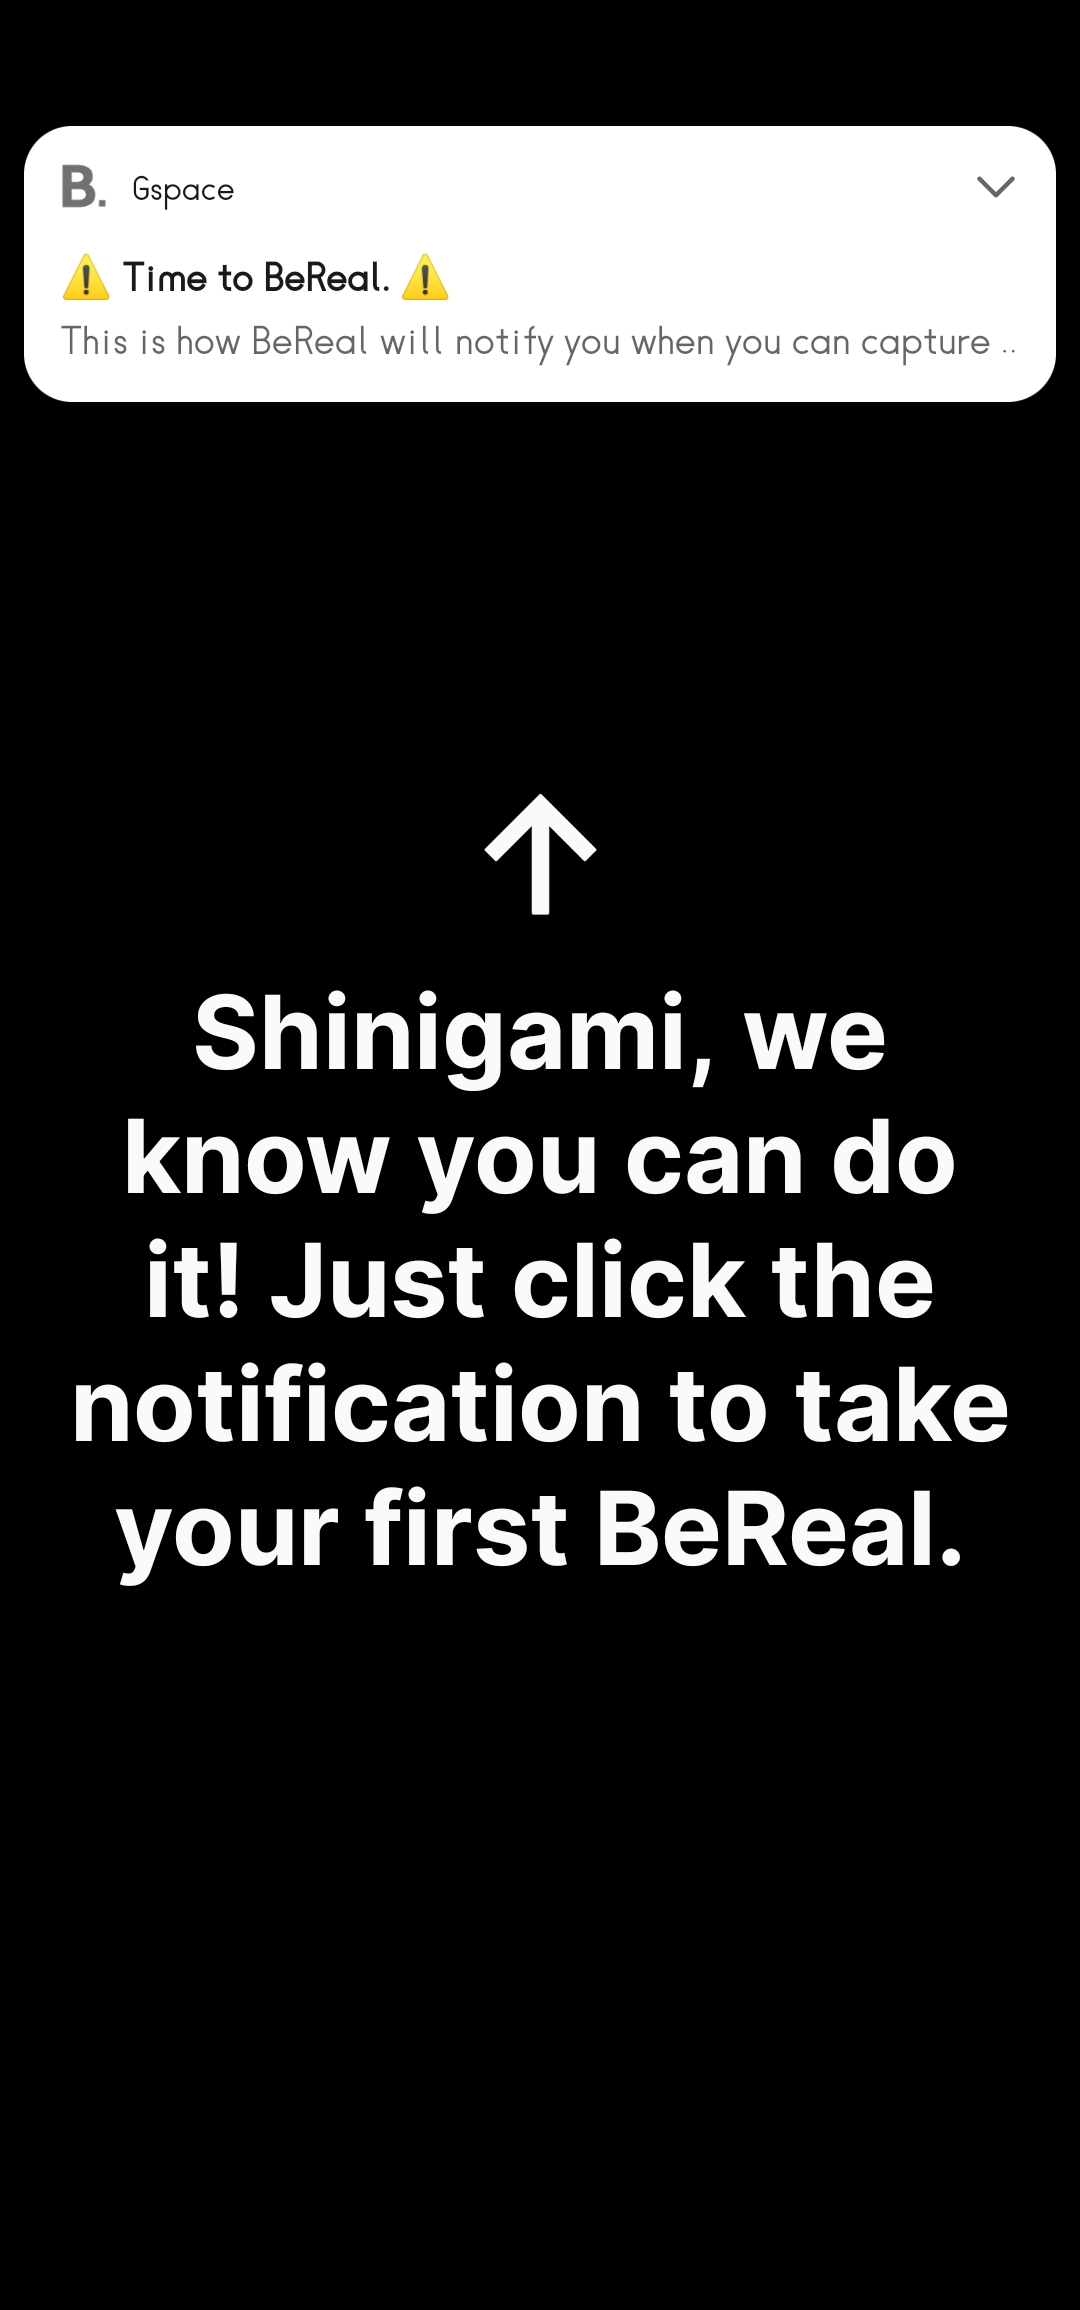 B. Gspace
⚠️ Time to BeReal. ⚠️
This is how BeReal will notify you when you can capture ..
Shinigami, we
know you can do
it! Just click the
notification to take
your first BeReal.